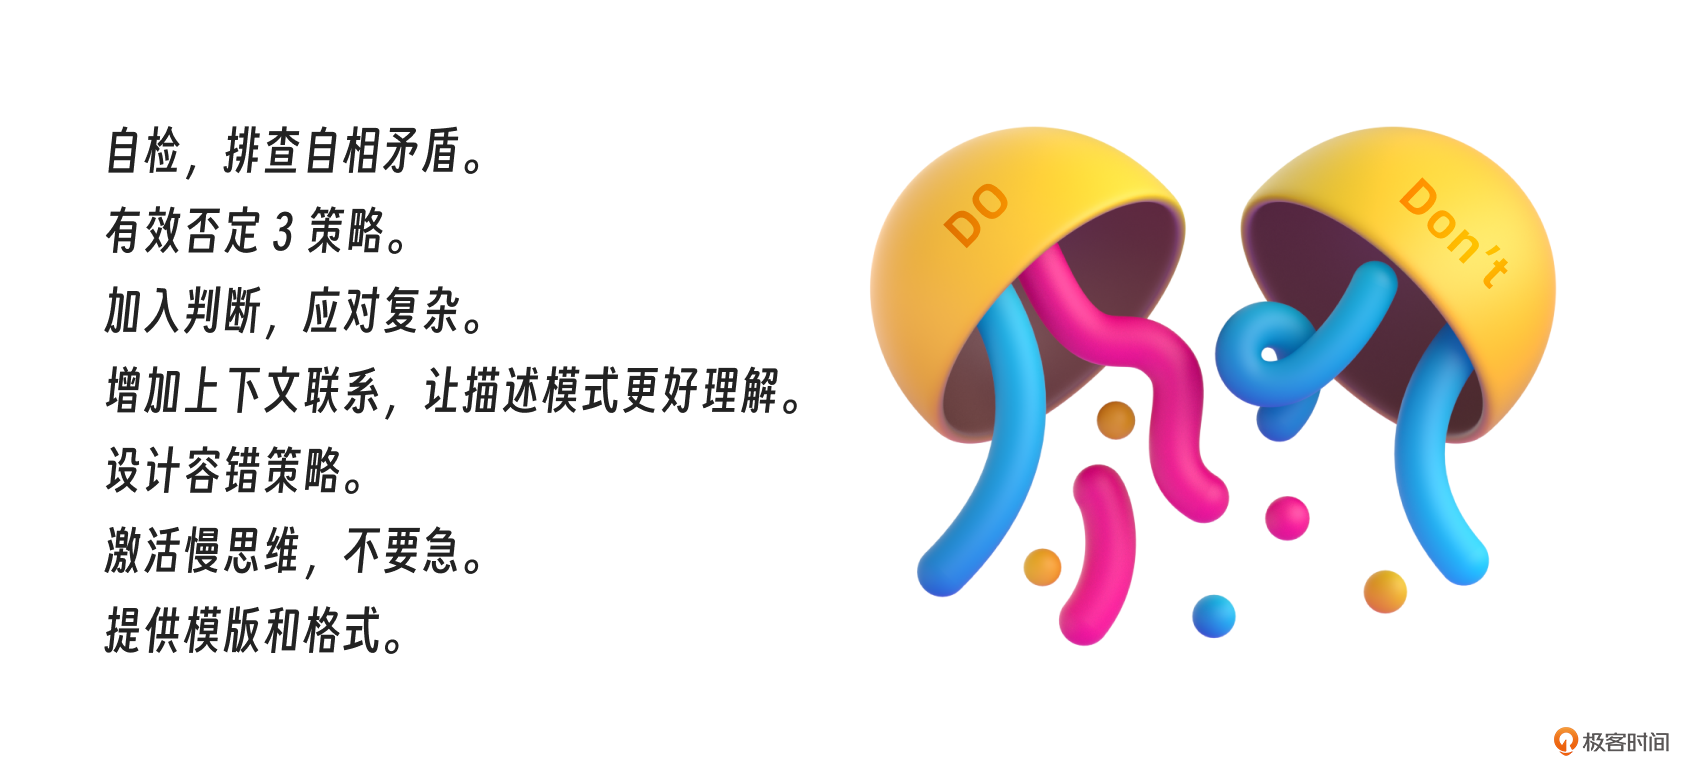 自检，排查自相矛盾。
有效否定 3 策略。
加入判断，应对复杂。
增加上下文联系，让描述模式更好理解。
设计容错策略。
激活慢思维，不要急。
提供模版和格式。
DO
Don't
极客时间